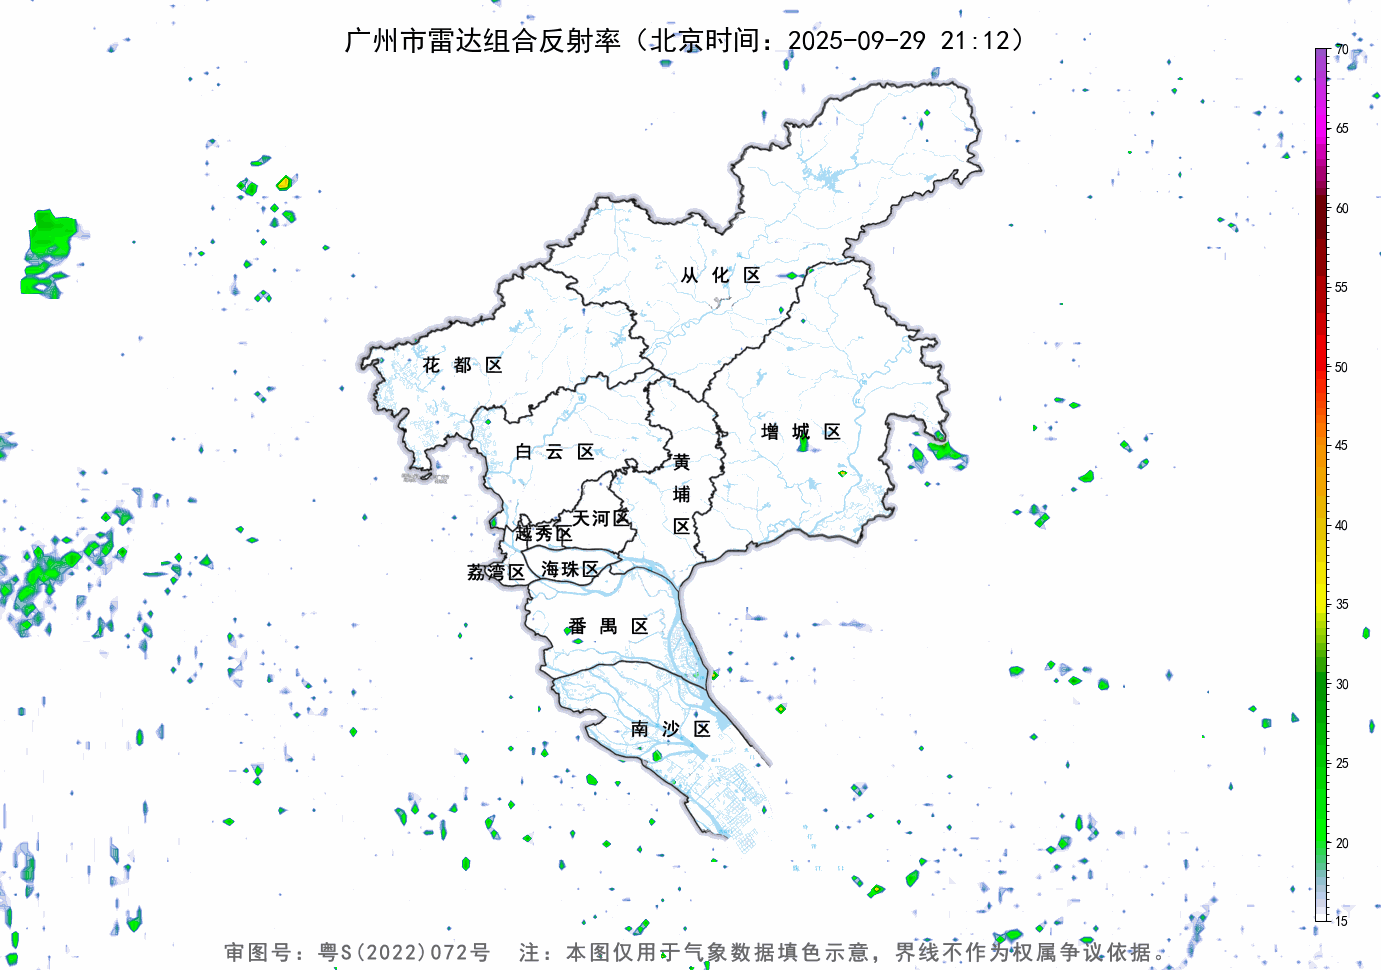 广州市雷达组合反射率（北京时间：2025-09-29 21:12）
70
65
60
55
50
45
40
35
30
25
20
15
从化区
花都区
增城区
白云区
黄埔区
天河区
越秀区
荔湾区
海珠区
番禺区
南沙区
审图号：粤S(2022)072号 注：本图仅用于气象数据填色示意，界线不作为权属争议依据。